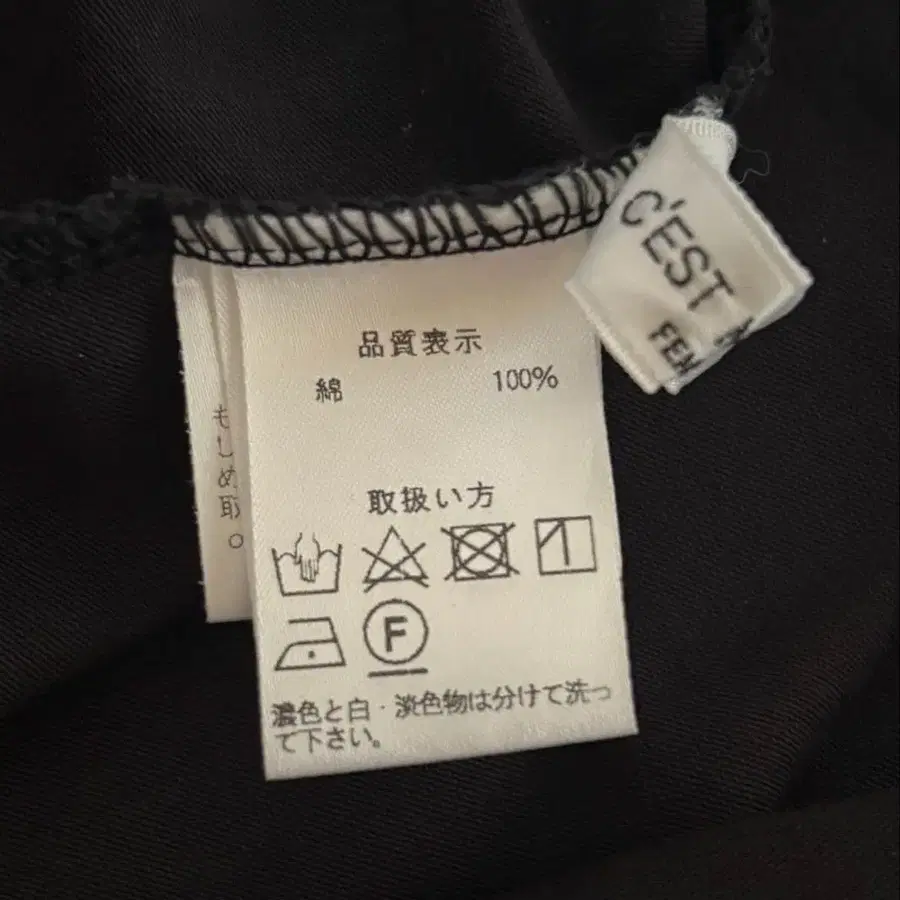 品質表示
綿 100%
取扱い方
F
濃色と白・淡色物は分けて洗っ
て下さい。
C'EST
も
し
め
取
。